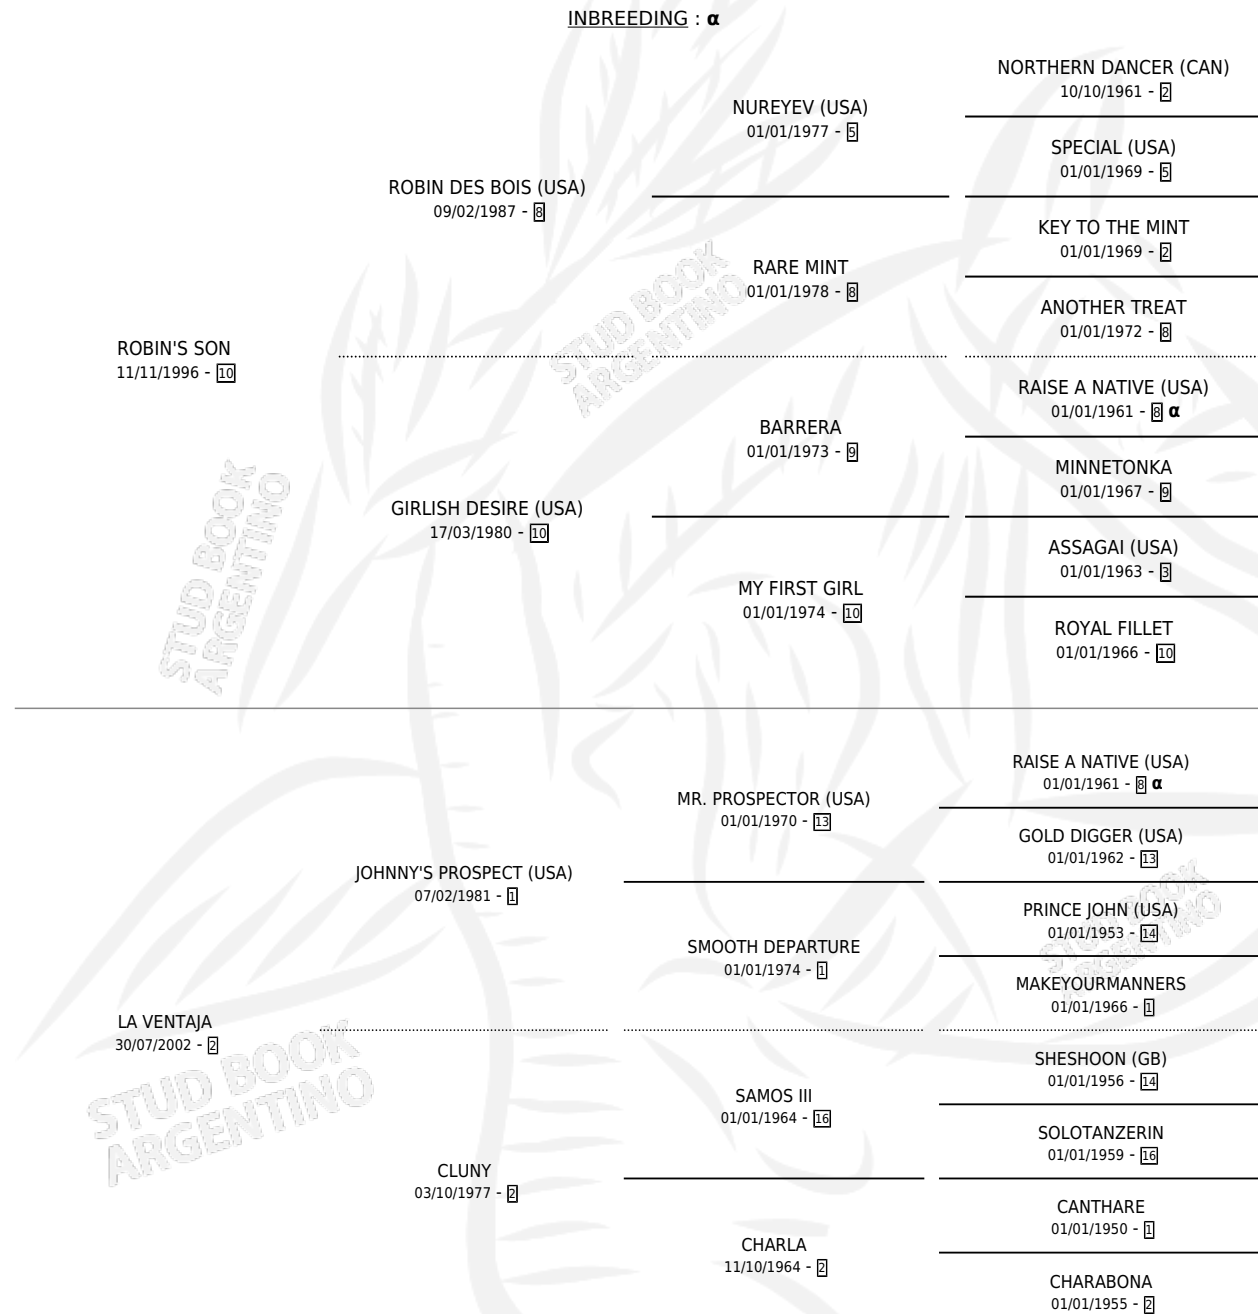 INBREEDING : α
NORTHERN DANCER (CAN)
10/10/1961 - 2
NUREYEV (USA)
01/01/1977 - 5
SPECIAL (USA)
01/01/1969 - 5
ROBIN DES BOIS (USA)
09/02/1987 - 8
KEY TO THE MINT
01/01/1969 - 2
RARE MINT
01/01/1978 - 8
ANOTHER TREAT
01/01/1972 - 8
ROBIN'S SON
11/11/1996 - 10
RAISE A NATIVE (USA)
01/01/1961 - 8 α
BARRERA
01/01/1973 - 9
MINNETONKA
01/01/1967 - 9
GIRLISH DESIRE (USA)
17/03/1980 - 10
ASSAGAI (USA)
01/01/1963 - 3
MY FIRST GIRL
01/01/1974 - 10
ROYAL FILLET
01/01/1966 - 10
RAISE A NATIVE (USA)
01/01/1961 - 8 α
MR. PROSPECTOR (USA)
01/01/1970 - 13
GOLD DIGGER (USA)
01/01/1962 - 13
JOHNNY'S PROSPECT (USA)
07/02/1981 - 1
PRINCE JOHN (USA)
01/01/1953 - 14
SMOOTH DEPARTURE
01/01/1974 - 1
MAKEYOURMANNERS
01/01/1966 - 1
LA VENTAJA
30/07/2002 - 2
SHESHOON (GB)
01/01/1956 - 14
SAMOS III
01/01/1964 - 16
SOLOTANZERIN
01/01/1959 - 16
CLUNY
03/10/1977 - 2
CANTHARE
01/01/1950 - 1
CHARLA
11/10/1964 - 2
CHARABONA
01/01/1955 - 2
STUD BOOK
ARGENTINO
STUD BOOK
ARGENTINO
STUD BOOK
ARGENTINO
STUD BOOK
ARGENTINO